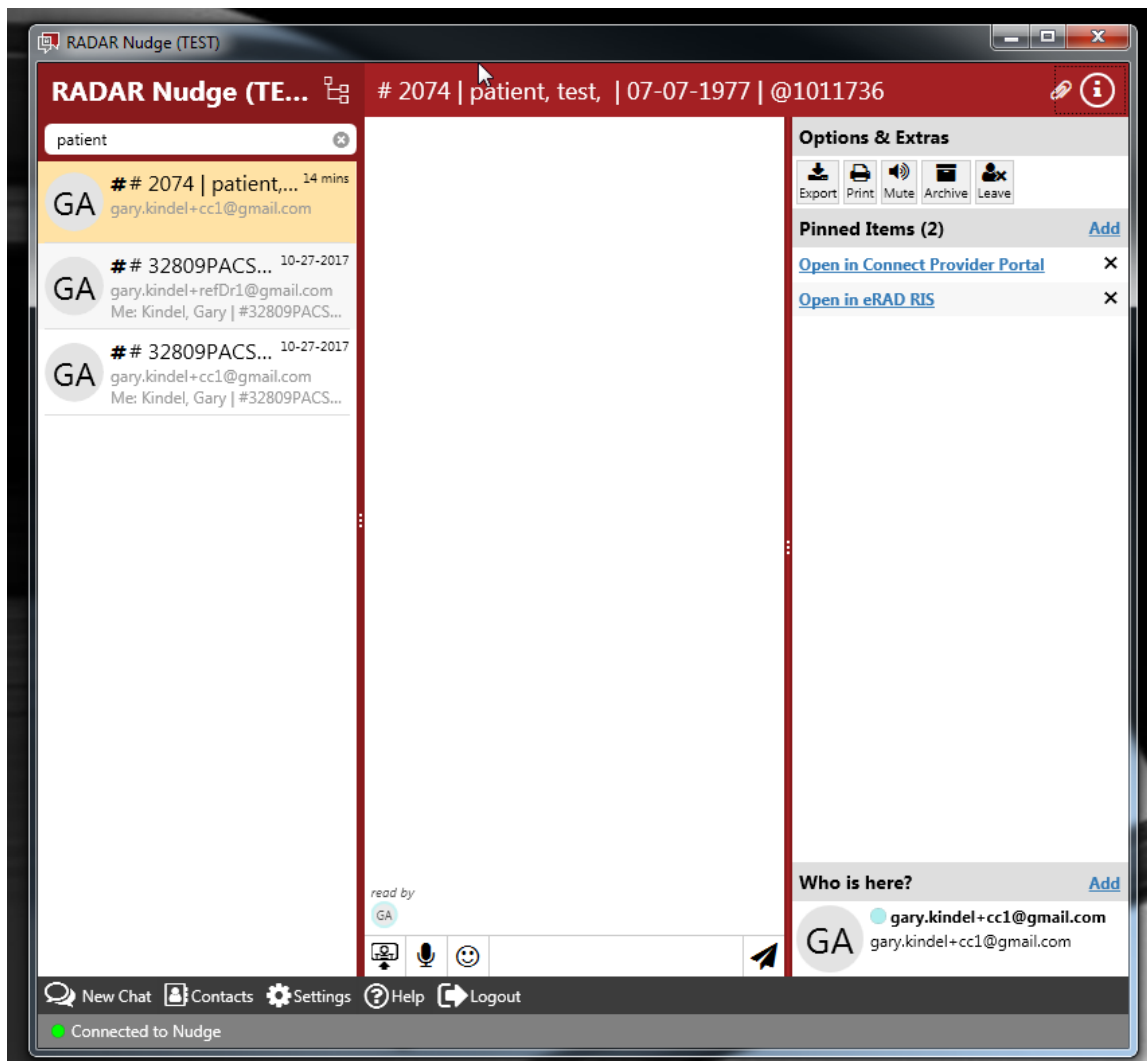 RADAR Nudge (TEST)
RADAR Nudge (TE...
# 2074 | patient, test, | 07-07-1977 | @1011736
patient
GA
## 2074 | patient,... 14 mins
gary.kindel+cc1@gmail.com
GA
## 32809PACS... 10-27-2017
gary.kindel+refDr1@gmail.com
Me: Kindel, Gary | #32809PACS...
GA
## 32809PACS... 10-27-2017
gary.kindel+cc1@gmail.com
Me: Kindel, Gary | #32809PACS...
read by
GA
Options & Extras
Export Print Mute Archive Leave
Pinned Items (2) Add
Open in Connect Provider Portal
Open in eRAD RIS
Who is here? Add
GA
gary.kindel+cc1@gmail.com
gary.kindel+cc1@gmail.com
New Chat Contacts Settings Help Logout
Connected to Nudge